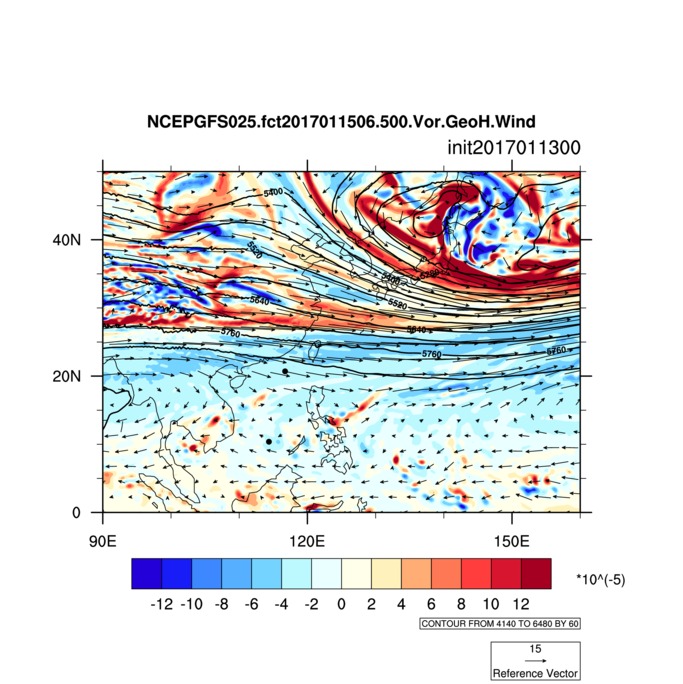 NCEPGFS025.fct2017011506.500.Vor.GeoH.Wind
init2017011300
5400
5520
40N
5400
5280
5640
5520
5760
5640
5760
5760
20N
0
90E 120E 150E
-12 -10 -8 -6 -4 -2 0 2 4 6 8 10 12
*10^(-5)
CONTOUR FROM 4140 TO 6480 BY 60
15
Reference Vector